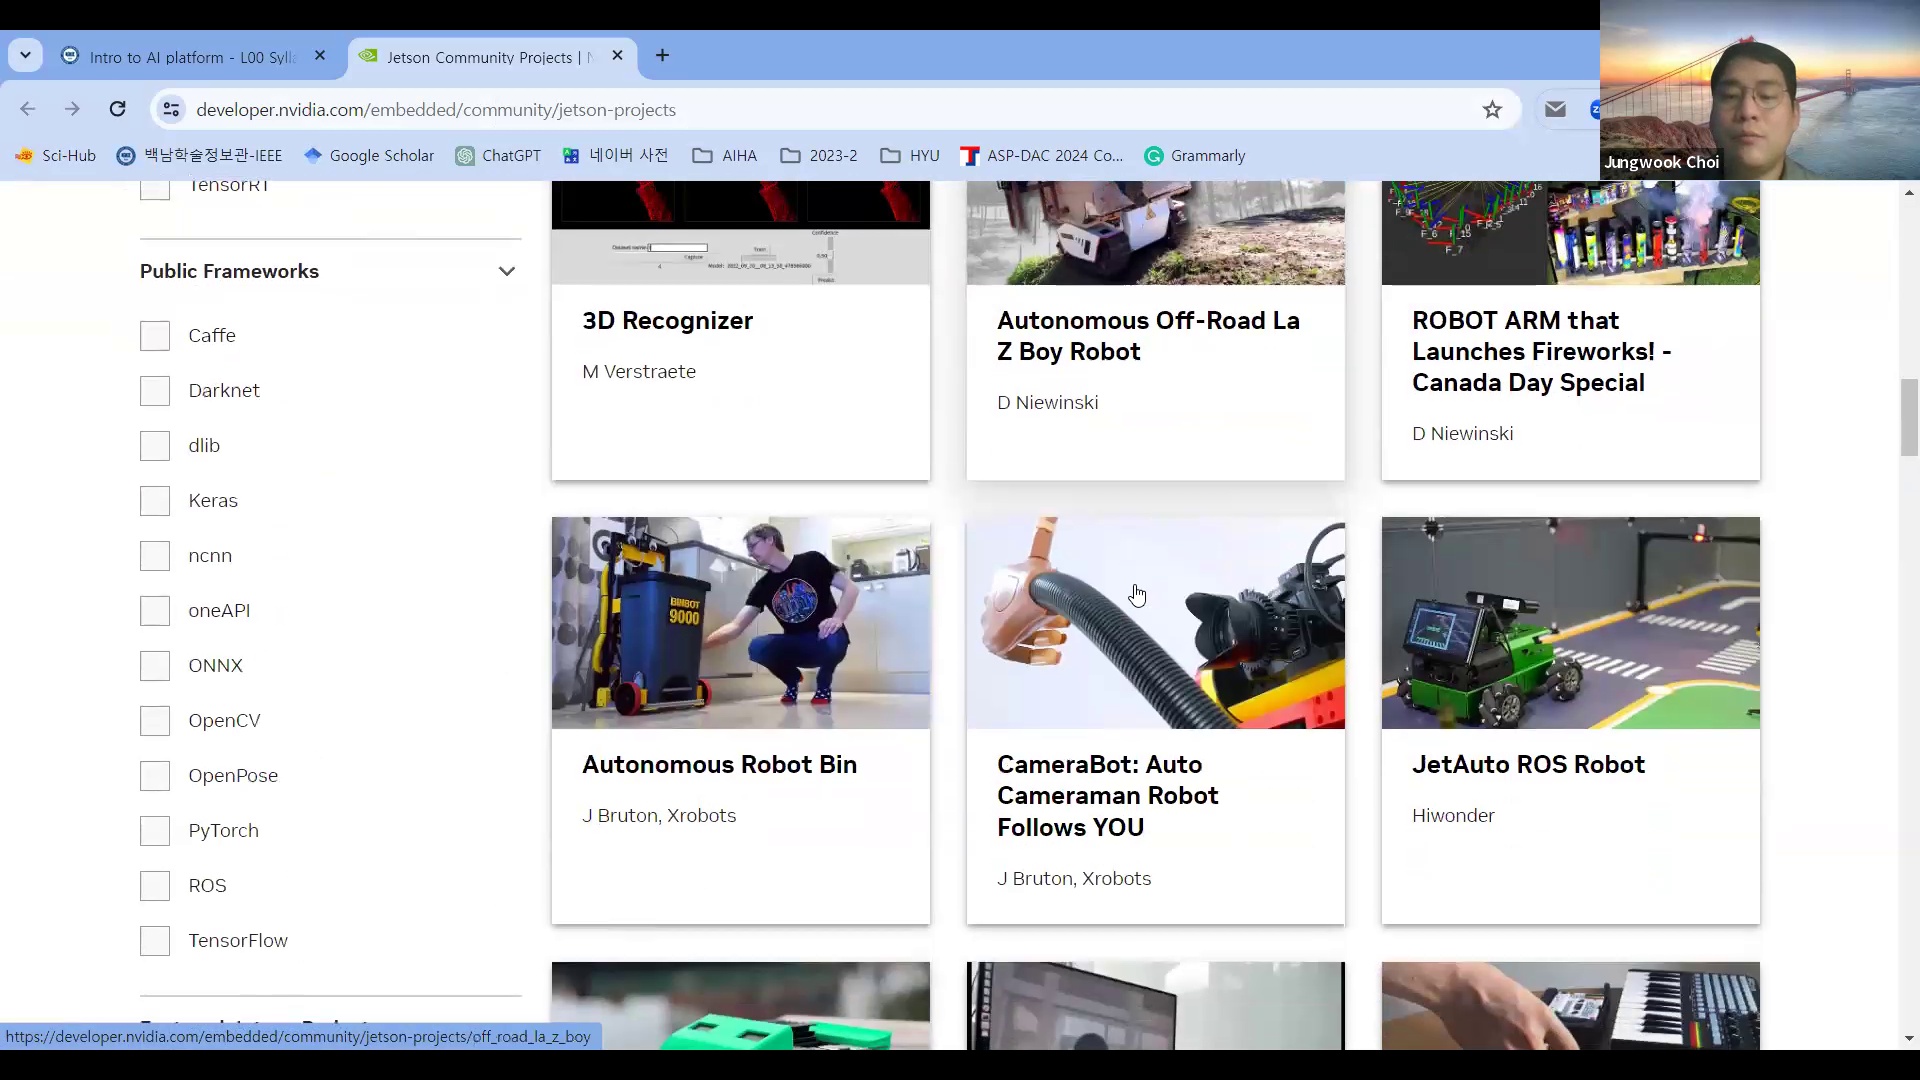 Intro to AI platform - L00 Syll
Jetson Community Projects | N
developer.nvidia.com/embedded/community/jetson-projects
Sci-Hub
백남학술정보관-IEEE
Google Scholar
ChatGPT
네이버 사전
AIHA
2023-2
HYU
ASP-DAC 2024 Co...
Grammarly
Jungwook Choi
TensorRT
Public Frameworks
Caffe
Darknet
dlib
Keras
ncnn
oneAPI
ONNX
OpenCV
OpenPose
PyTorch
ROS
TensorFlow
3D Recognizer
M Verstraete
Autonomous Off-Road La
Z Boy Robot
D Niewinski
ROBOT ARM that
Launches Fireworks! -
Canada Day Special
D Niewinski
BINBOT
9000
Autonomous Robot Bin
J Bruton, Xrobots
CameraBot: Auto
Cameraman Robot
Follows YOU
J Bruton, Xrobots
JetAuto ROS Robot
Hiwonder
https://developer.nvidia.com/embedded/community/jetson-projects/off_road_la_z_boy